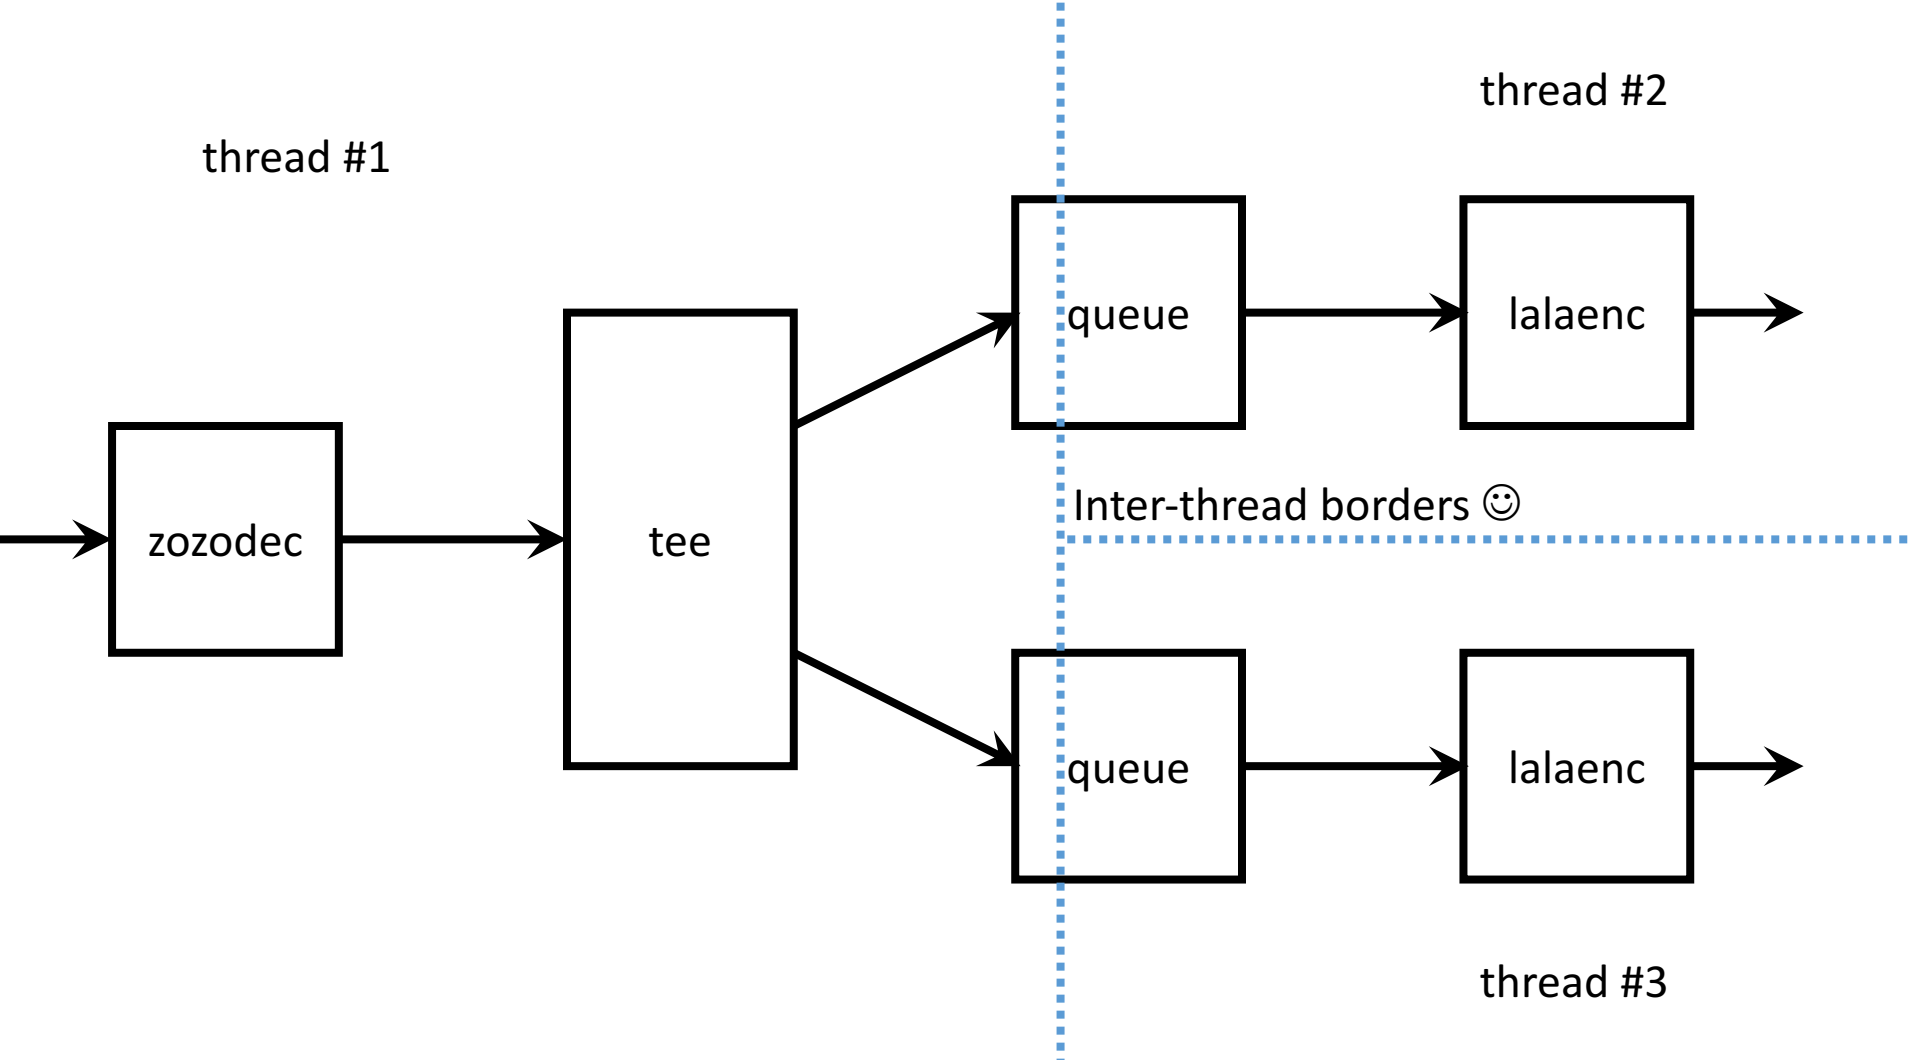 thread #2
thread #1
queue
lalaenc
Inter-thread borders ☺
zozodec
tee
queue
lalaenc
thread #3